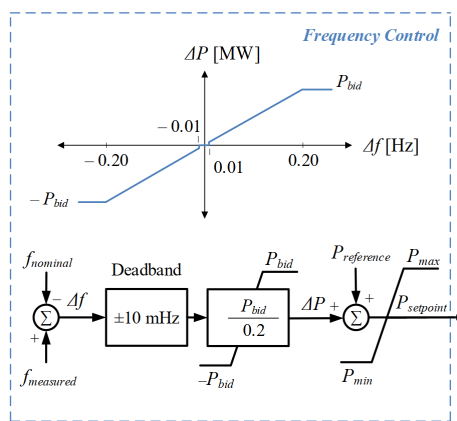 Frequency Control
ΔP [MW]
P_bid
− 0.01
− 0.20
0.01
0.20
Δf [Hz]
− P_bid
f_nominal
Deadband
P_bid
P_reference
P_max
− Δf
±10 mHz
P_bid
0.2
ΔP +
+
P_setpoint
Σ
Σ
+
f_measured
−P_bid
P_min